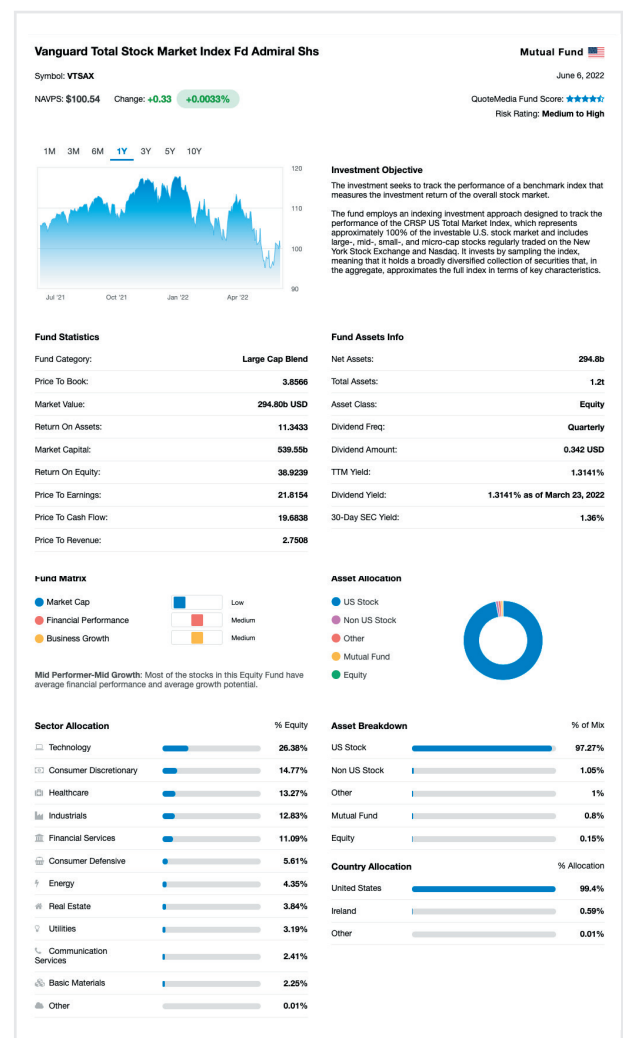 Vanguard Total Stock Market Index Fd Admiral Shs
Mutual Fund
Symbol: VTSAX
June 6, 2022
NAVPS: $100.54 Change: +0.33 +0.0033%
QuoteMedia Fund Score:
Risk Rating: Medium to High
1M 3M 6M 1Y 3Y 5Y 10Y
120
110
100
90
Jul '21 Oct '21 Jan '22 Apr '22
Investment Objective
The investment seeks to track the performance of a benchmark index that
measures the investment return of the overall stock market.
The fund employs an indexing investment approach designed to track the
performance of the CRSP US Total Market Index, which represents
approximately 100% of the investable U.S. stock market and includes
large-, mid-, small-, and micro-cap stocks regularly traded on the New
York Stock Exchange and Nasdaq. It invests by sampling the index,
meaning that it holds a broadly diversified collection of securities that, in
the aggregate, approximates the full index in terms of key characteristics.
Fund Statistics
Fund Category: Large Cap Blend
Price To Book: 3.8566
Market Value: 294.80b USD
Return On Assets: 11.3433
Market Capital: 539.55b
Return On Equity: 38.9239
Price To Earnings: 21.8154
Price To Cash Flow: 19.6838
Price To Revenue: 2.7508
Fund Assets Info
Net Assets: 294.8b
Total Assets: 1.2t
Asset Class: Equity
Dividend Freq: Quarterly
Dividend Amount: 0.342 USD
TTM Yield: 1.3141%
Dividend Yield: 1.3141% as of March 23, 2022
30-Day SEC Yield: 1.36%
Fund Matrix
Market Cap Low
Financial Performance Medium
Business Growth Medium
Mid Performer-Mid Growth: Most of the stocks in this Equity Fund have
average financial performance and average growth potential.
Asset Allocation
US Stock
Non US Stock
Other
Mutual Fund
Equity
Sector Allocation % Equity
Technology 26.38%
Consumer Discretionary 14.77%
Healthcare 13.27%
Industrials 12.83%
Financial Services 11.09%
Consumer Defensive 5.61%
Energy 4.35%
Real Estate 3.84%
Utilities 3.19%
Communication
Services 2.41%
Basic Materials 2.25%
Other 0.01%
Asset Breakdown % of Mix
US Stock 97.27%
Non US Stock 1.05%
Other 1%
Mutual Fund 0.8%
Equity 0.15%
Country Allocation % Allocation
United States 99.4%
Ireland 0.59%
Other 0.01%